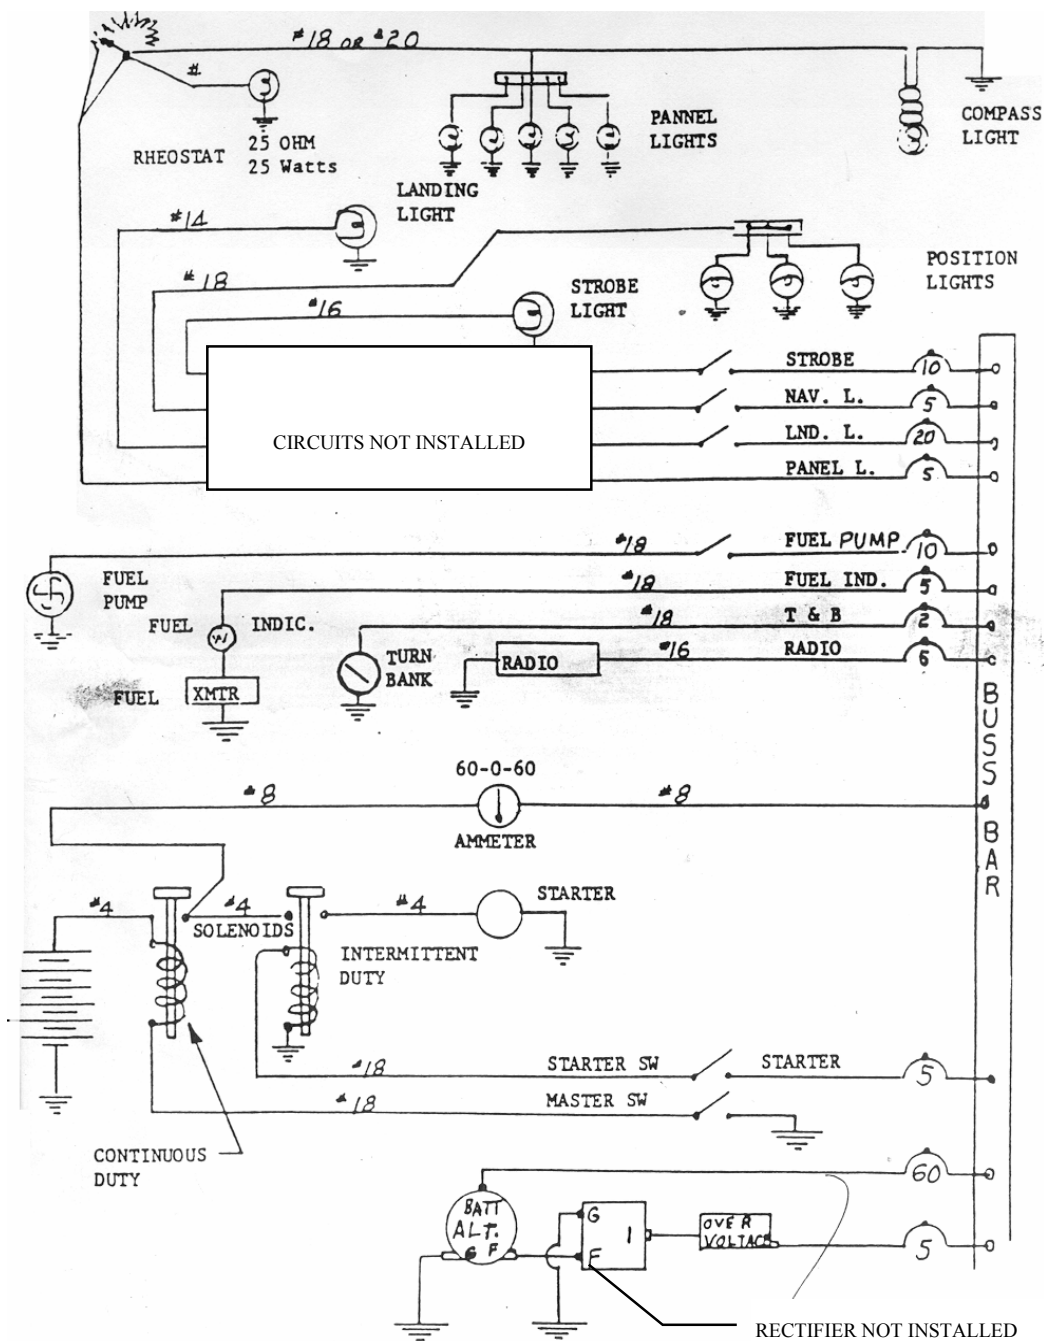 #18 OR #20
#
RHEOSTAT
25 OHM
25 Watts
PANNEL
LIGHTS
COMPASS
LIGHT
LANDING
LIGHT
#14
#18
#16
STROBE
LIGHT
POSITION
LIGHTS
STROBE 10
NAV. L. 5
CIRCUITS NOT INSTALLED
LND. L. 20
PANEL L. 5
#18 FUEL PUMP 10
FUEL
PUMP
#18 FUEL IND. 5
FUEL INDIC.
#18 T & B 2
TURN
BANK
RADIO
#16 RADIO
FUEL XMTR
BUSS BAR
60-0-60
#8 #8
AMMETER
#4 #4 #4 STARTER
SOLENOIDS
INTERMITTENT
DUTY
#18 STARTER SW STARTER 5
#18 MASTER SW
CONTINUOUS
DUTY
60
BATT
ALT.
G F
G
F
1
OVER
VOLTAGE
5
RECTIFIER NOT INSTALLED